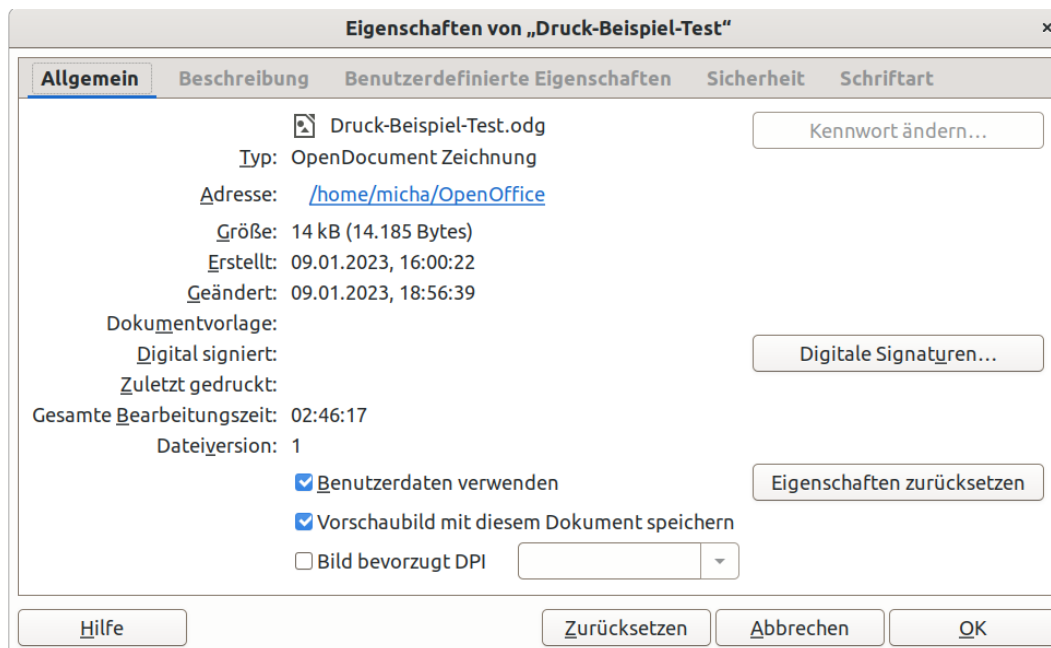 Eigenschaften von „Druck-Beispiel-Test“ ×
Allgemein Beschreibung Benutzerdefinierte Eigenschaften Sicherheit Schriftart
Druck-Beispiel-Test.odg Kennwort ändern…
Typ: OpenDocument Zeichnung
Adresse: /home/micha/OpenOffice
Größe: 14 kB (14.185 Bytes)
Erstellt: 09.01.2023, 16:00:22
Geändert: 09.01.2023, 18:56:39
Dokumentvorlage:
Digital signiert: Digitale Signaturen…
Zuletzt gedruckt:
Gesamte Bearbeitungszeit: 02:46:17
Dateiversion: 1
Benutzerdaten verwenden Eigenschaften zurücksetzen
Vorschaubild mit diesem Dokument speichern
Bild bevorzugt DPI
Hilfe Zurücksetzen Abbrechen OK